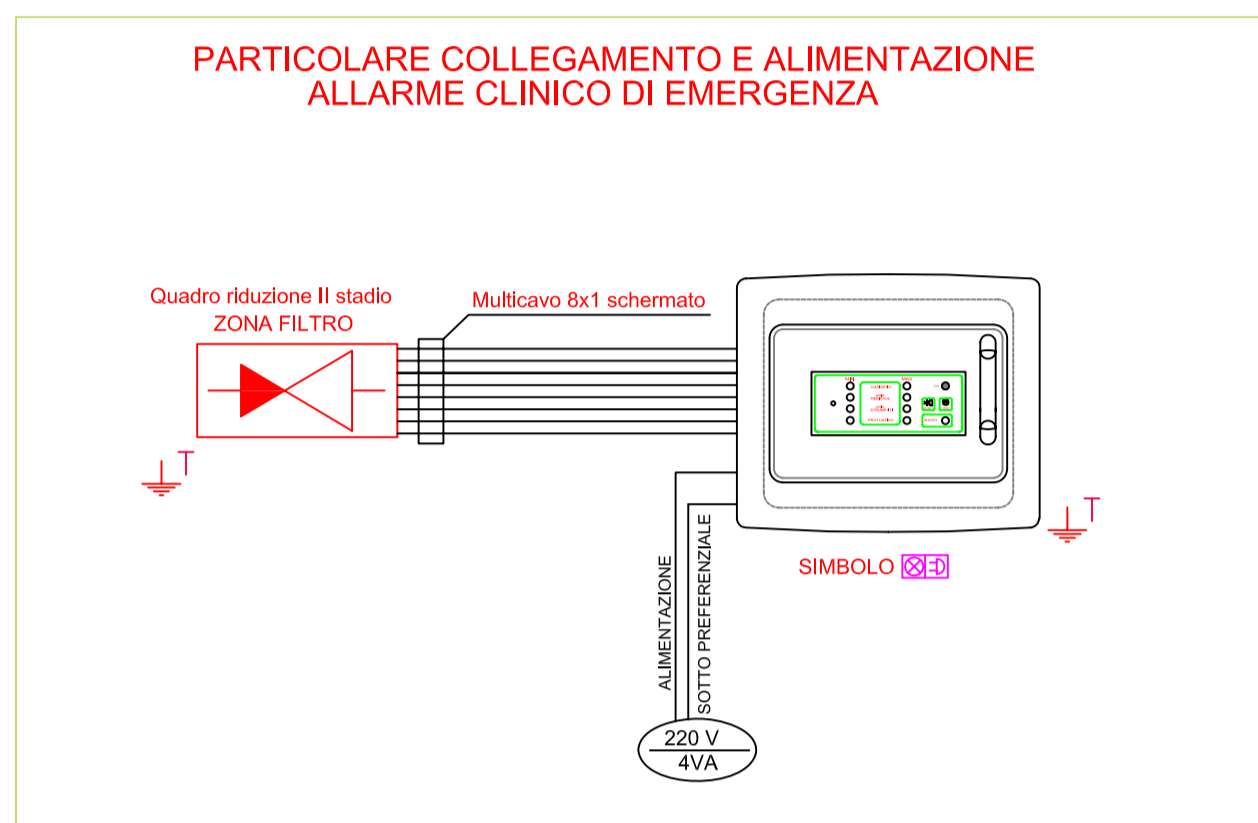 PARTICOLARE COLLEGAMENTO E ALIMENTAZIONE
ALLARME CLINICO DI EMERGENZA
Quadro riduzione II stadio
ZONA FILTRO
Multicavo 8x1 schermato
T
T
SIMBOLO
ALIMENTAZIONE
SOTTO PREFERENZIALE
220 V
4VA